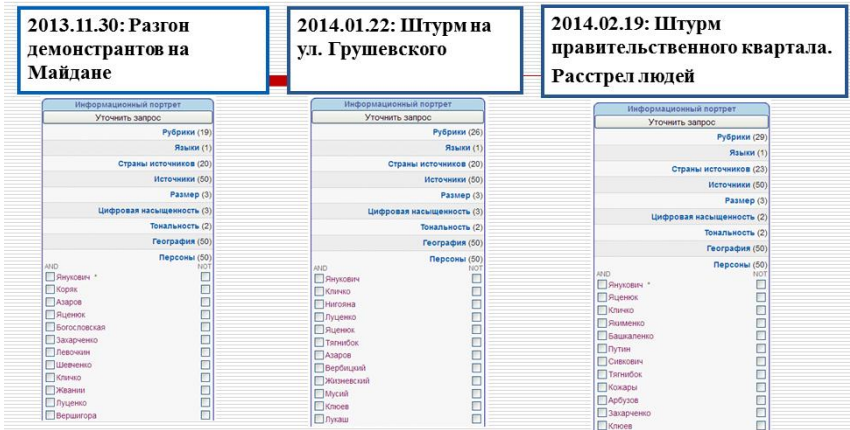 2013.11.30: Разгон
демонстрантов на
Майдане
2014.01.22: Штурм на
ул. Грушевского
2014.02.19: Штурм
правительственного квартала.
Расстрел людей
Информационный портрет
Уточнить запрос
Рубрики (19)
Языки (1)
Страны источников (20)
Источники (50)
Размер (3)
Цифровая насыщенность (3)
Тональность (2)
География (50)
Персоны (50)
AND NOT
Янукович *
Коряк
Азаров
Яценюк
Богословская
Захарченко
Левочкин
Шевченко
Кличко
Жвании
Луценко
Вершигора
Информационный портрет
Уточнить запрос
Рубрики (26)
Языки (1)
Страны источников (20)
Источники (50)
Размер (3)
Цифровая насыщенность (3)
Тональность (2)
География (50)
Персоны (50)
AND NOT
Янукович
Кличко
Нигояна
Луценко
Яценюк
Тягнибок
Азаров
Вербицкий
Жизневский
Мусий
Клюев
Лукаш
Информационный портрет
Уточнить запрос
Рубрики (29)
Языки (1)
Страны источников (23)
Источники (50)
Размер (3)
Цифровая насыщенность (2)
Тональность (2)
География (50)
Персоны (50)
AND NOT
Янукович *
Яценюк
Кличко
Якименко
Башкаленко
Путин
Сивкович
Тягнибок
Кожары
Арбузов
Захарченко
Клюев